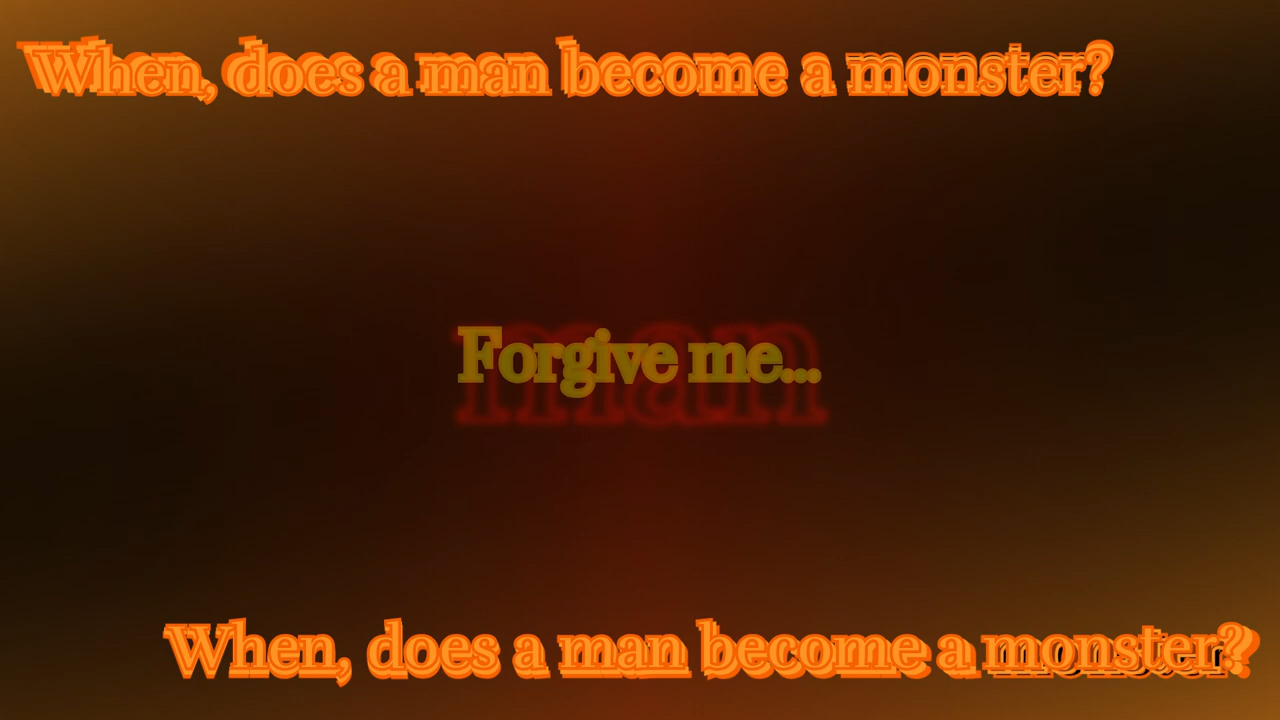 When, does a man become a monster?
Forgive me...
man
When, does a man become a monster?